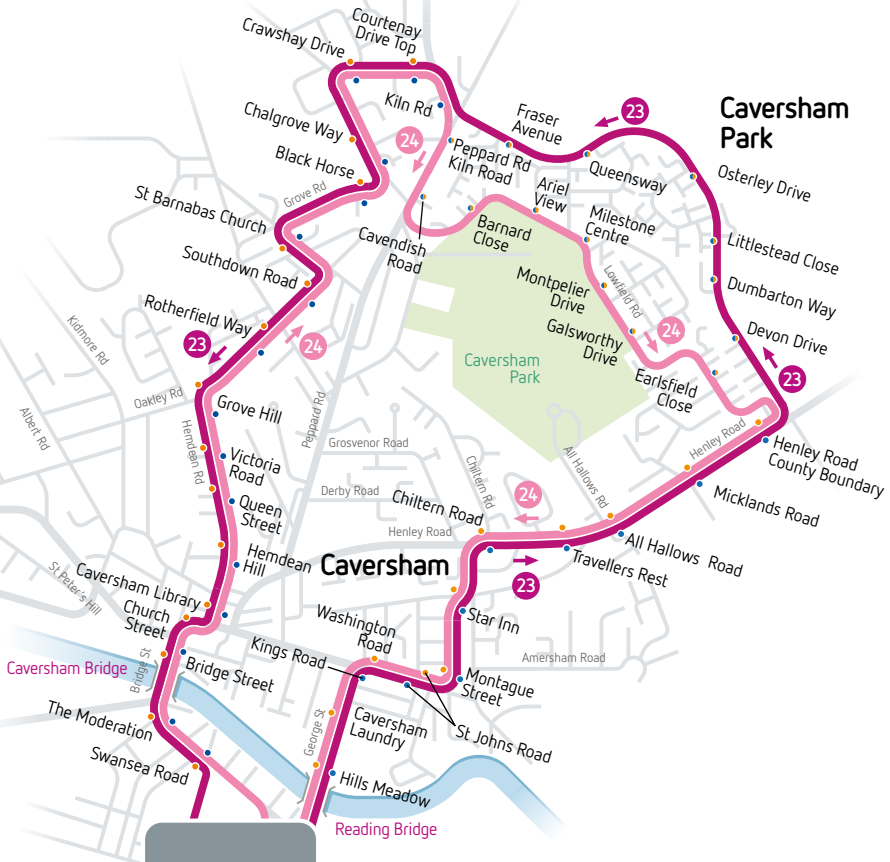 Courtenay
Drive Top
Crawshay Drive
Kiln Rd
Chalgrove Way
24
Fraser
Avenue
23
Caversham
Park
Black Horse
Peppard Rd
Kiln Road
Queensway
Osterley Drive
Grove Rd
St Barnabas Church
Ariel
View
Barnard
Close
Cavendish
Road
Milestone
Centre
Littlestead Close
Southdown Road
Montpelier
Drive
Lowfield Rd
Dumbarton Way
Rotherfield Way
Kidmore Rd
23
24
Galsworthy
Drive
24
Devon Drive
Caversham
Park
Earlsfield
Close
23
Oakley Rd
Albert Rd
Grove Hill
Peppard Rd
Hemdean Rd
Grosvenor Road
Henley Road
Henley Road
County Boundary
Victoria
Road
Chiltern Rd
All Hallows Rd
Derby Road
Queen
Street
Chiltern Road
24
Micklands Road
Henley Road
All Hallows Road
Hemdean
Hill
Caversham
23
Travellers Rest
St Peter's Hill
Caversham Library
Church
Street
Washington
Road
Star Inn
Kings Road
Amersham Road
Caversham Bridge
Bridge St
Bridge Street
Montague
Street
The Moderation
George St
Caversham
Laundry
St Johns Road
Swansea Road
Hills Meadow
Reading Bridge